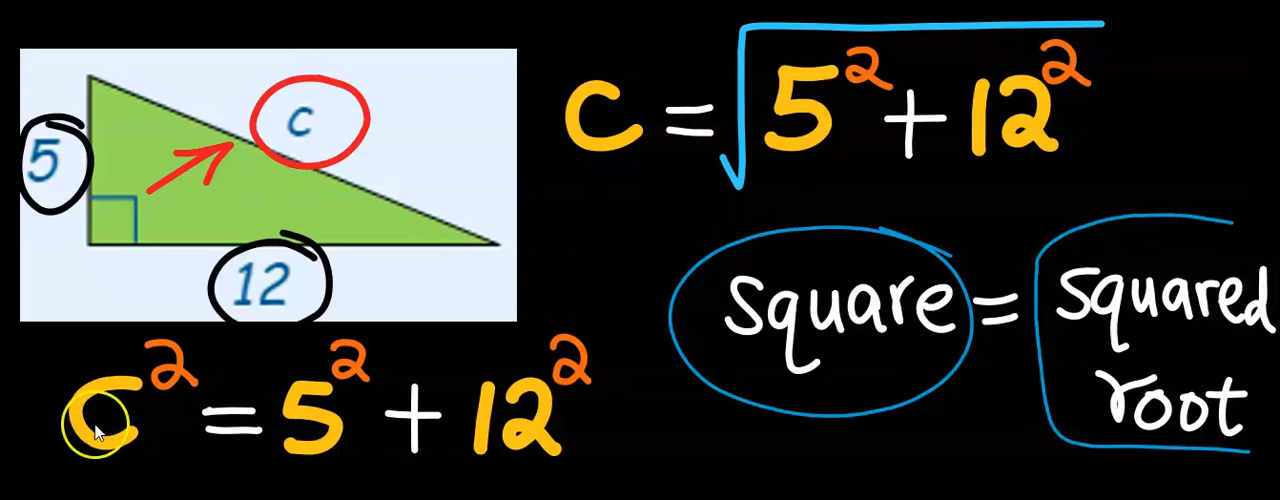 c
5
12
c² = 5² + 12²
c = √5² + 12²
square = squared
root